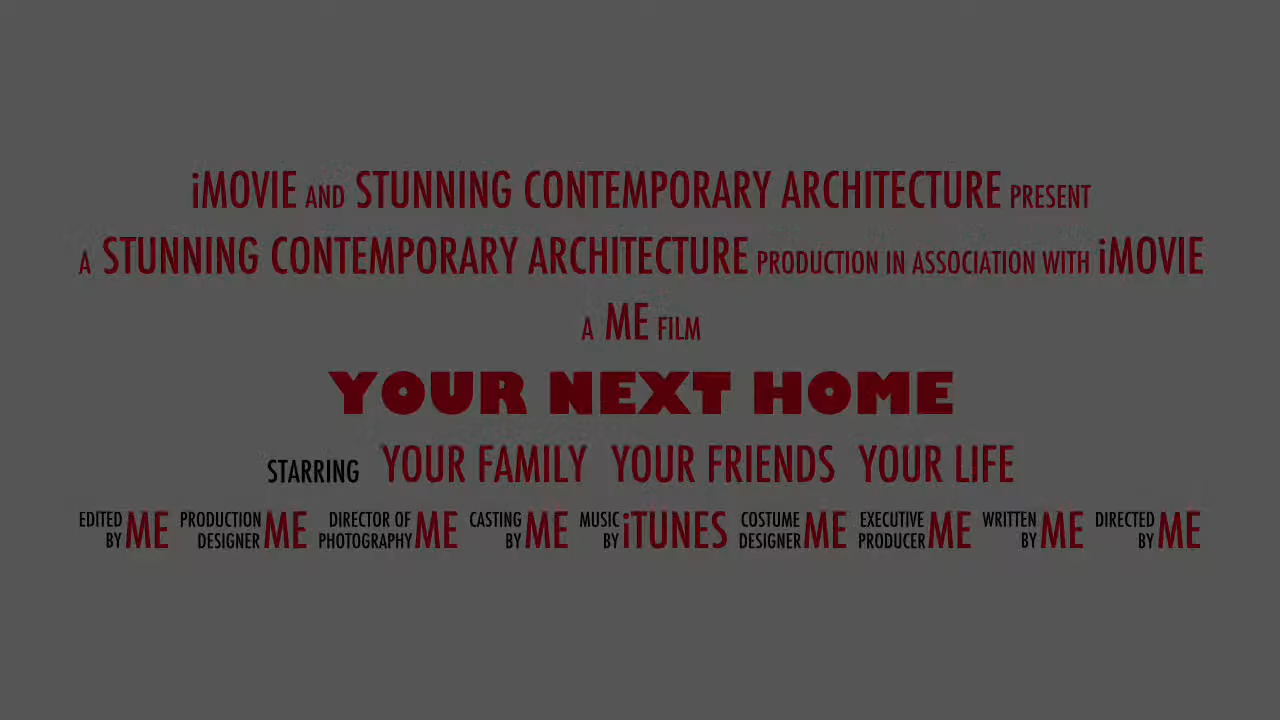 iMOVIE AND STUNNING CONTEMPORARY ARCHITECTURE PRESENT
A STUNNING CONTEMPORARY ARCHITECTURE PRODUCTION IN ASSOCIATION WITH iMOVIE
A ME FILM
YOUR NEXT HOME
STARRING YOUR FAMILY YOUR FRIENDS YOUR LIFE
EDITED BY ME PRODUCTION DESIGNER ME DIRECTOR OF PHOTOGRAPHY ME CASTING BY ME MUSIC BY iTUNES COSTUME DESIGNER ME EXECUTIVE PRODUCER ME WRITTEN BY ME DIRECTED BY ME